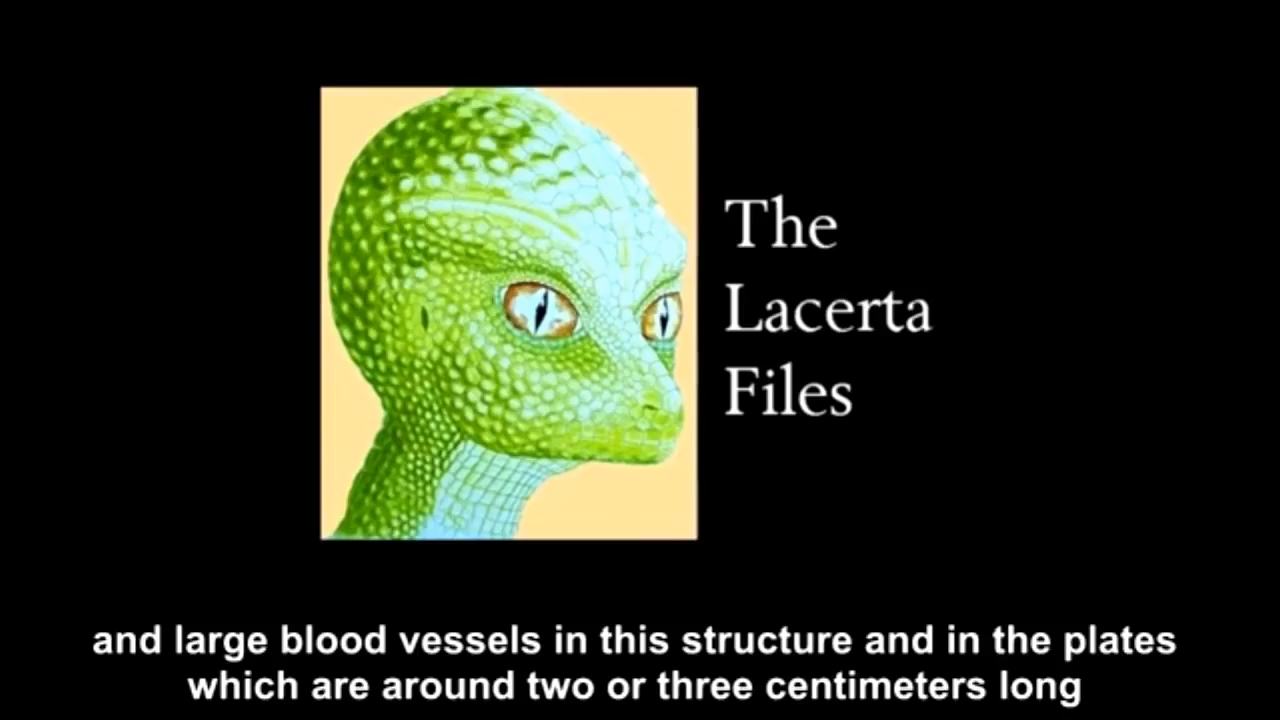 The
Lacerta
Files
and large blood vessels in this structure and in the plates
which are around two or three centimeters long